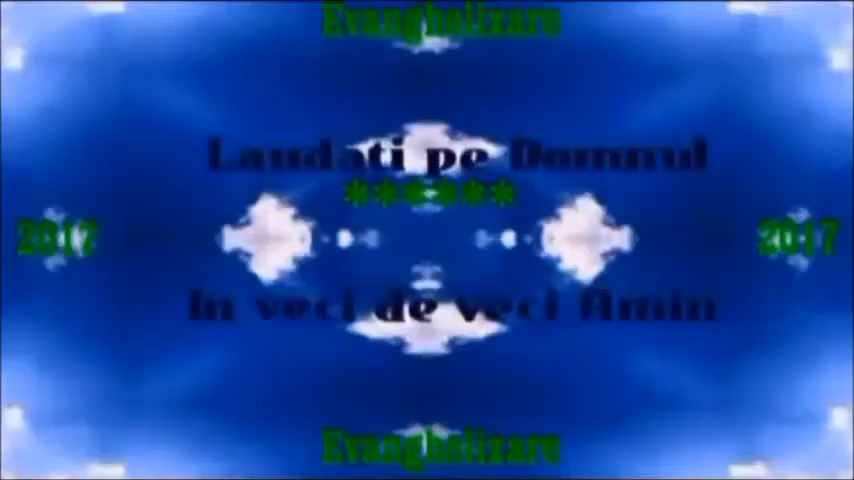 Evanghelizare
Laudati pe Domnul
******
2017 2017
In veci de veci Amin
Evanghelizare